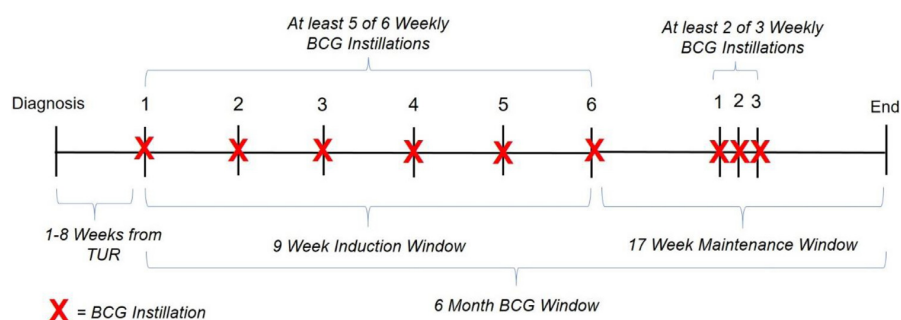 At least 5 of 6 Weekly
BCG Instillations
At least 2 of 3 Weekly
BCG Instillations
Diagnosis 1 2 3 4 5 6 1 2 3 End
X X X X X X X X X
1-8 Weeks from
TUR
9 Week Induction Window
17 Week Maintenance Window
6 Month BCG Window
X = BCG Instillation